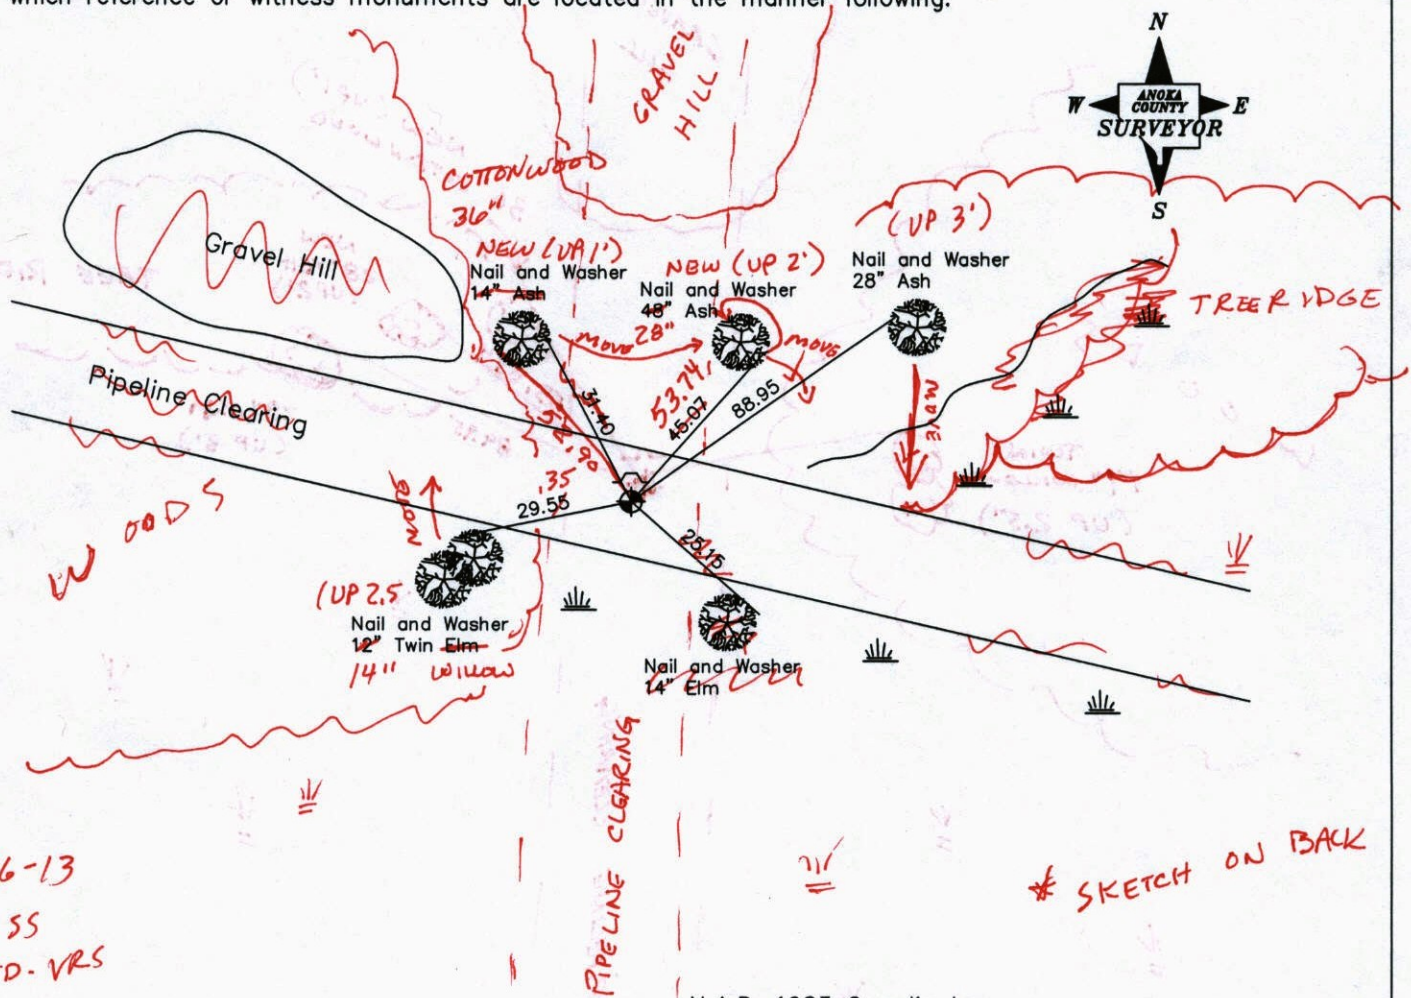 which reference or witness monuments are located in the manner following:
N
W
ANOKA
COUNTY
SURVEYOR
E
S
GRAVEL
HILL
COTTONWOOD
36"
NEW (UP 1')
Nail and Washer
14" Ash
NEW (UP 2')
Nail and Washer
48" Ash
28"
(UP 3')
Nail and Washer
28" Ash
Gravel Hill
TREE RIDGE
MOVE
MOVE
MOVE
Pipeline Clearing
31.40
52.90
53.74
45.07
88.95
.35
29.55
25.15
MOVE
WOODS
(UP 2.5
Nail and Washer
12" Twin Elm
14" WILLOW
Nail and Washer
14" Elm
PIPELINE CLEARING
6-13
SS
D. VRS
* SKETCH ON BACK